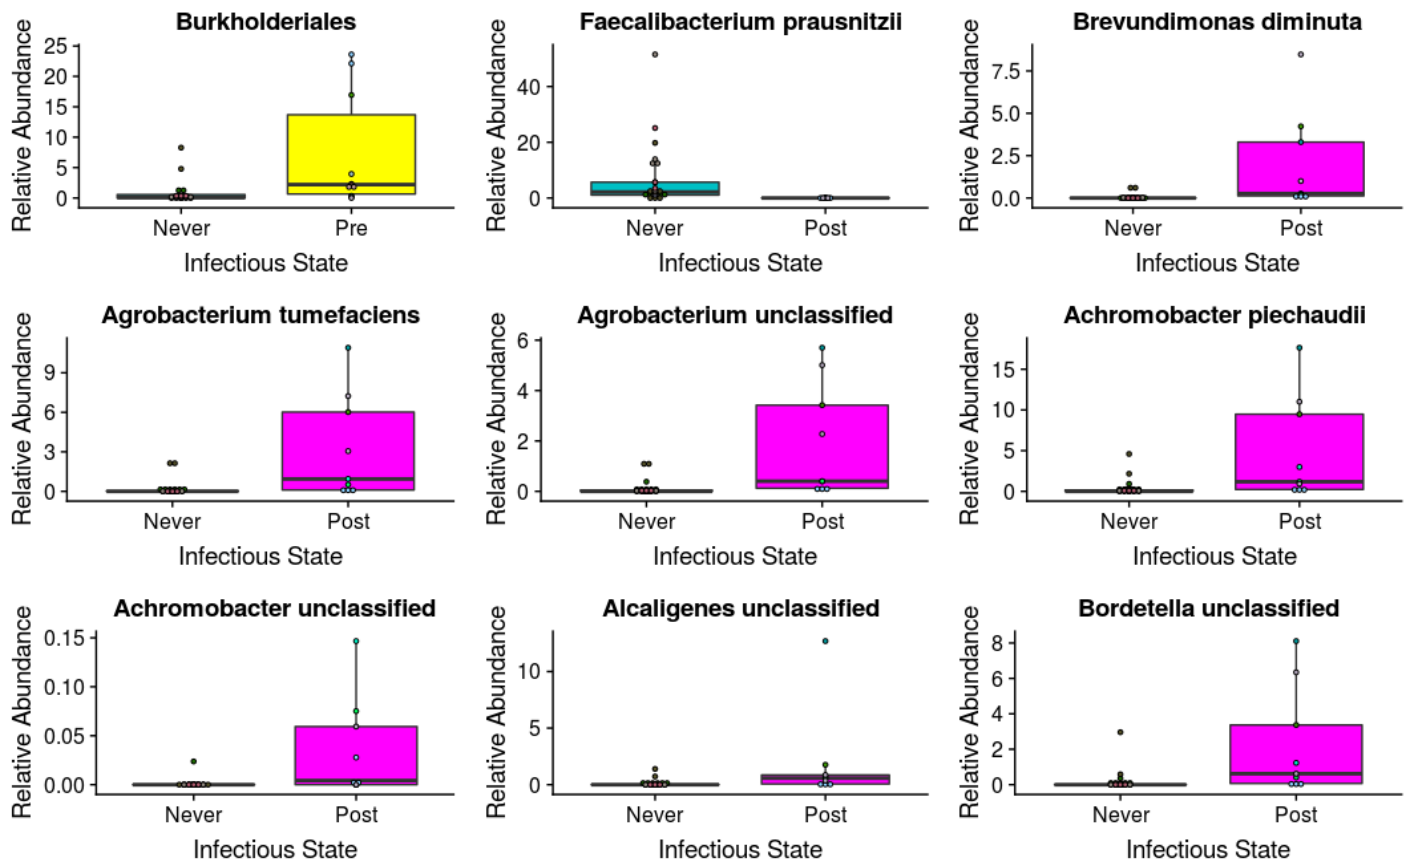 Burkholderiales
Relative Abundance
25
20
15
10
5
0
Never Pre
Infectious State
Faecalibacterium prausnitzii
Relative Abundance
40
20
0
Never Post
Infectious State
Brevundimonas diminuta
Relative Abundance
7.5
5.0
2.5
0.0
Never Post
Infectious State
Agrobacterium tumefaciens
Relative Abundance
9
6
3
0
Never Post
Infectious State
Agrobacterium unclassified
Relative Abundance
6
4
2
0
Never Post
Infectious State
Achromobacter piechaudii
Relative Abundance
15
10
5
0
Never Post
Infectious State
Achromobacter unclassified
Relative Abundance
0.15
0.10
0.05
0.00
Never Post
Infectious State
Alcaligenes unclassified
Relative Abundance
10
5
0
Never Post
Infectious State
Bordetella unclassified
Relative Abundance
8
6
4
2
0
Never Post
Infectious State